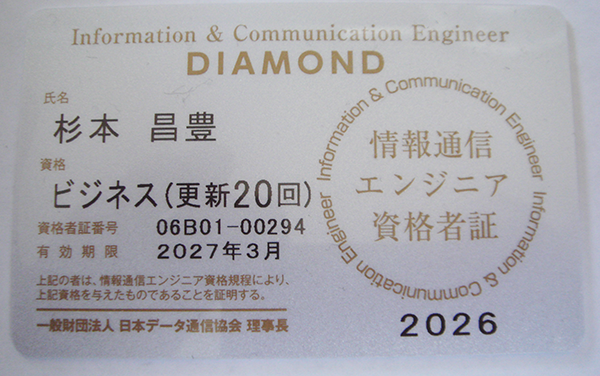 Information & Communication Engineer
DIAMOND
氏名
杉本 昌豊
資格
ビジネス(更新20回)
資格者証番号 06B01-00294
有効期限 2027年3月
上記の者は、情報通信エンジニア資格規程により、
上記資格を与えたものであることを証明する。
一般財団法人 日本データ通信協会 理事長
Information & Communication Engineer
Information & Communication Engineer
情報通信
エンジニア
資格者証
2026